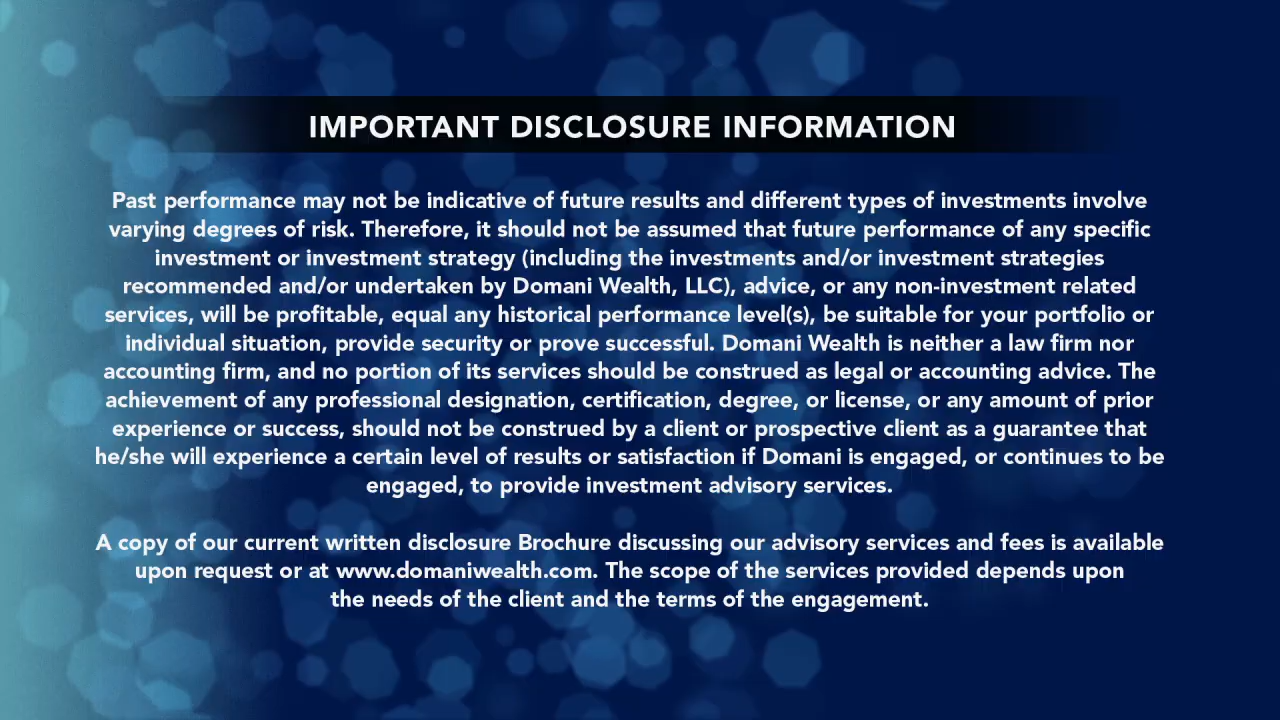 IMPORTANT DISCLOSURE INFORMATION
Past performance may not be indicative of future results and different types of investments involve
varying degrees of risk. Therefore, it should not be assumed that future performance of any specific
investment or investment strategy (including the investments and/or investment strategies
recommended and/or undertaken by Domani Wealth, LLC), advice, or any non-investment related
services, will be profitable, equal any historical performance level(s), be suitable for your portfolio or
individual situation, provide security or prove successful. Domani Wealth is neither a law firm nor
accounting firm, and no portion of its services should be construed as legal or accounting advice. The
achievement of any professional designation, certification, degree, or license, or any amount of prior
experience or success, should not be construed by a client or prospective client as a guarantee that
he/she will experience a certain level of results or satisfaction if Domani is engaged, or continues to be
engaged, to provide investment advisory services.
A copy of our current written disclosure Brochure discussing our advisory services and fees is available
upon request or at www.domaniwealth.com. The scope of the services provided depends upon
the needs of the client and the terms of the engagement.